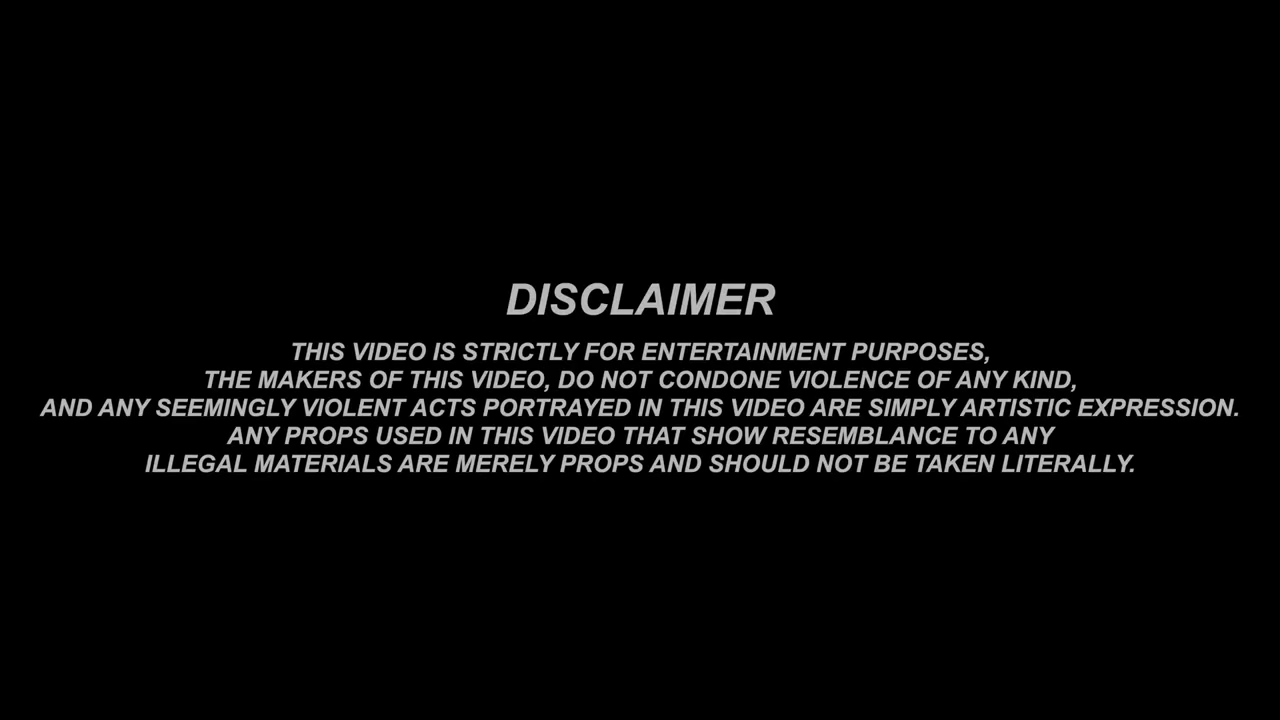 DISCLAIMER
THIS VIDEO IS STRICTLY FOR ENTERTAINMENT PURPOSES,
THE MAKERS OF THIS VIDEO, DO NOT CONDONE VIOLENCE OF ANY KIND,
AND ANY SEEMINGLY VIOLENT ACTS PORTRAYED IN THIS VIDEO ARE SIMPLY ARTISTIC EXPRESSION.
ANY PROPS USED IN THIS VIDEO THAT SHOW RESEMBLANCE TO ANY
ILLEGAL MATERIALS ARE MERELY PROPS AND SHOULD NOT BE TAKEN LITERALLY.